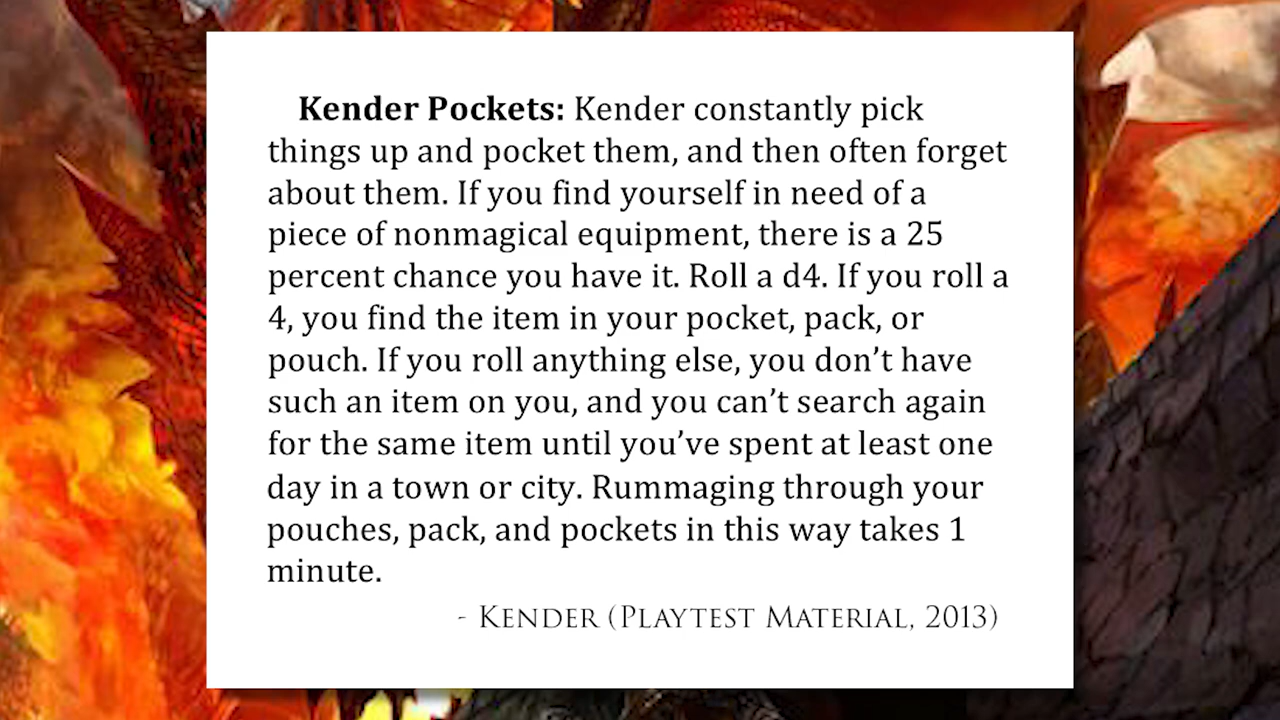 Kender Pockets: Kender constantly pick
things up and pocket them, and then often forget
about them. If you find yourself in need of a
piece of nonmagical equipment, there is a 25
percent chance you have it. Roll a d4. If you roll a
4, you find the item in your pocket, pack, or
pouch. If you roll anything else, you don’t have
such an item on you, and you can’t search again
for the same item until you’ve spent at least one
day in a town or city. Rummaging through your
pouches, pack, and pockets in this way takes 1
minute.
- Kender (Playtest Material, 2013)